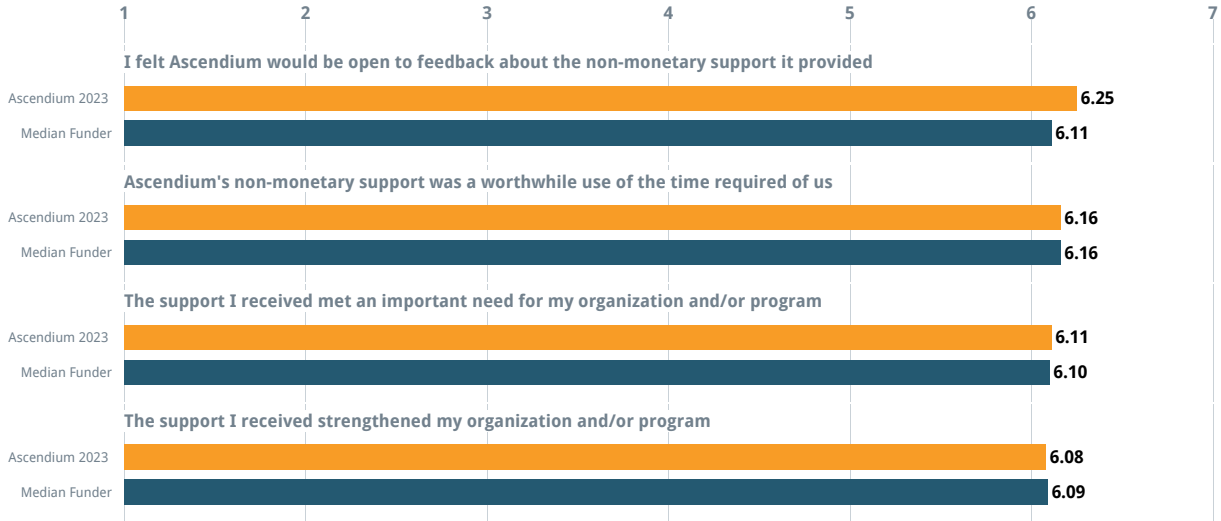 1 2 3 4 5 6 7
I felt Ascendium would be open to feedback about the non-monetary support it provided
Ascendium 2023 6.25
Median Funder 6.11
Ascendium's non-monetary support was a worthwhile use of the time required of us
Ascendium 2023 6.16
Median Funder 6.16
The support I received met an important need for my organization and/or program
Ascendium 2023 6.11
Median Funder 6.10
The support I received strengthened my organization and/or program
Ascendium 2023 6.08
Median Funder 6.09